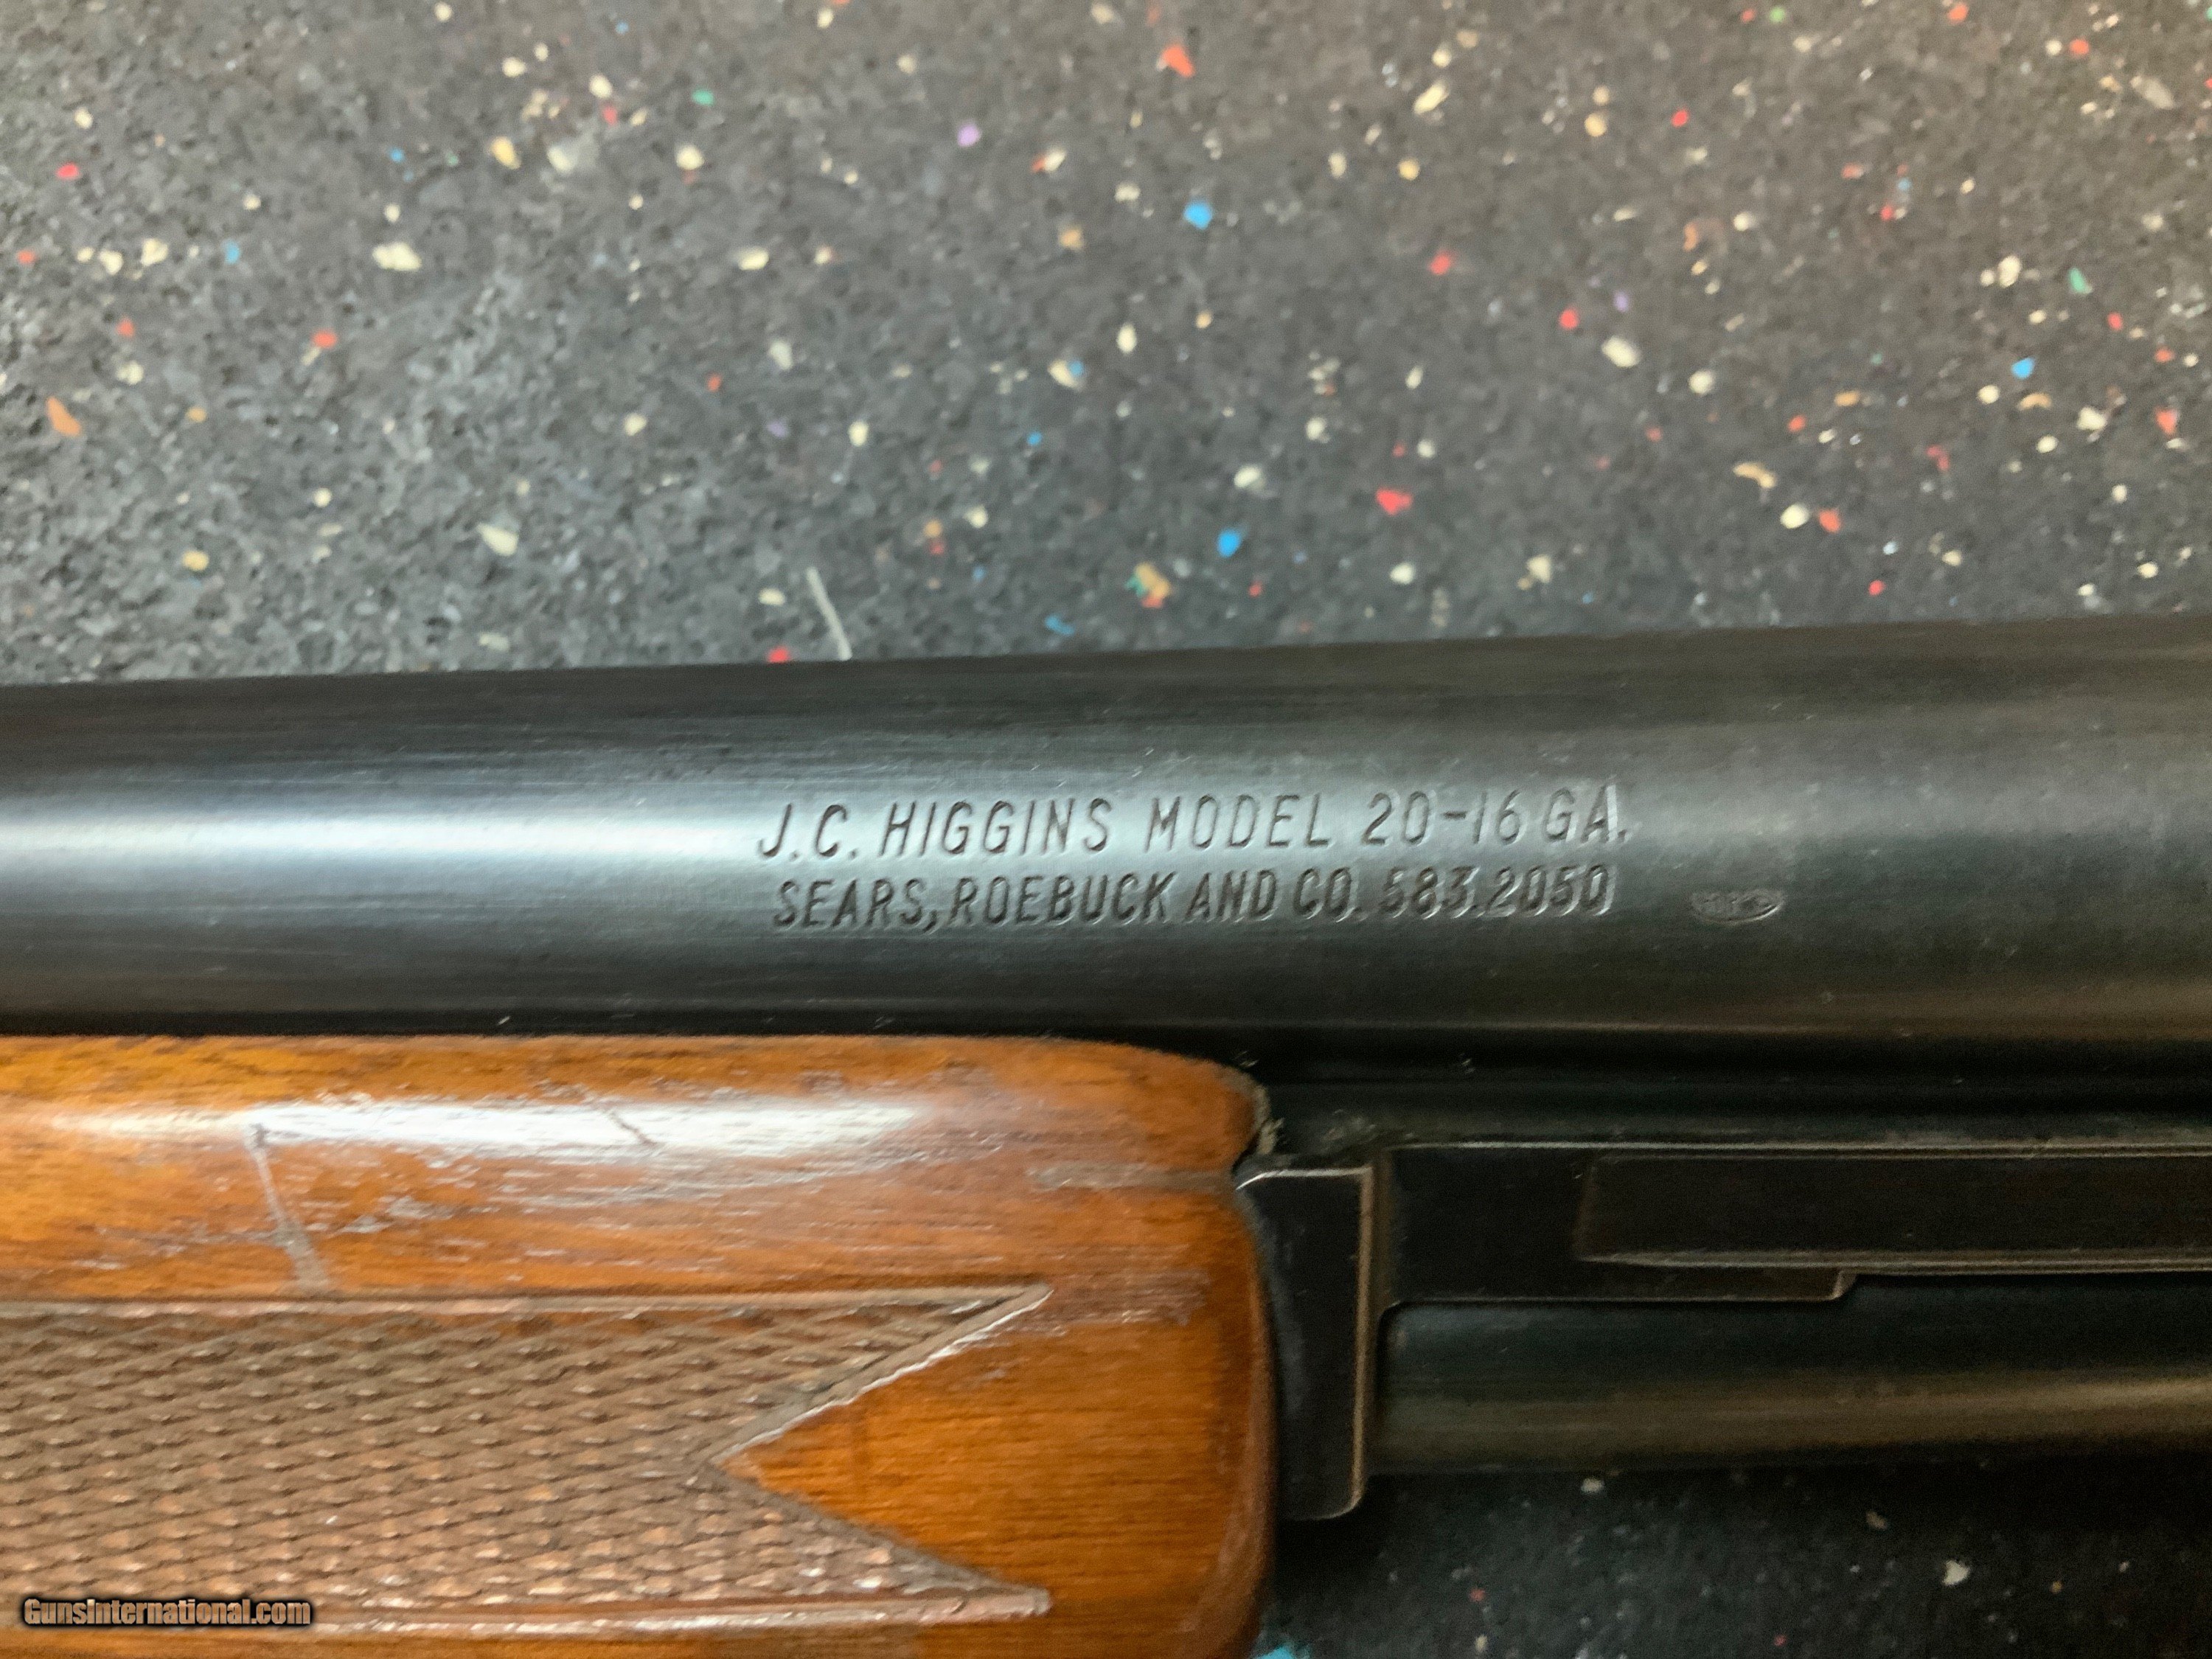 J.C. HIGGINS MODEL 20-16 GA.
SEARS, ROEBUCK AND CO. 583.2050
GunsInternational.com